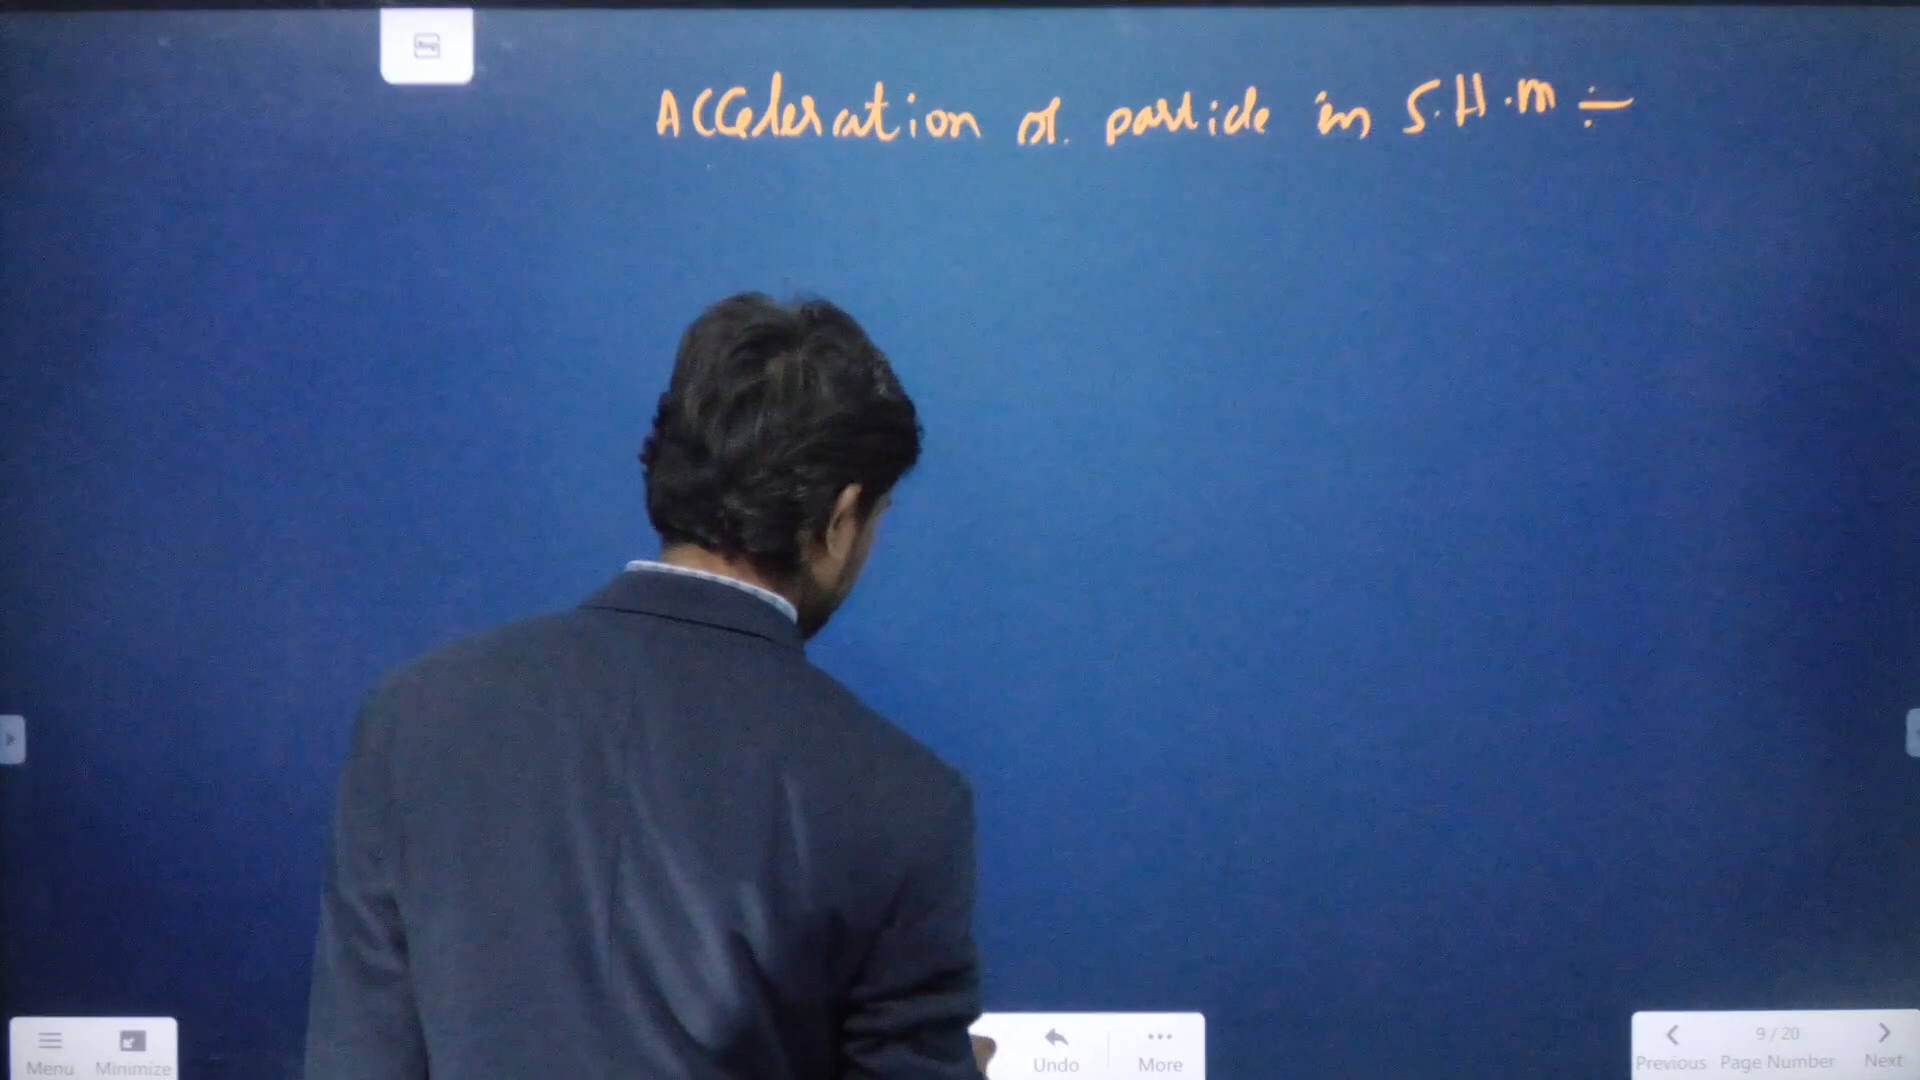 Acceleration of particle in S.H.M ÷
Menu Minimize Undo More Previous 9 / 20 Page Number Next